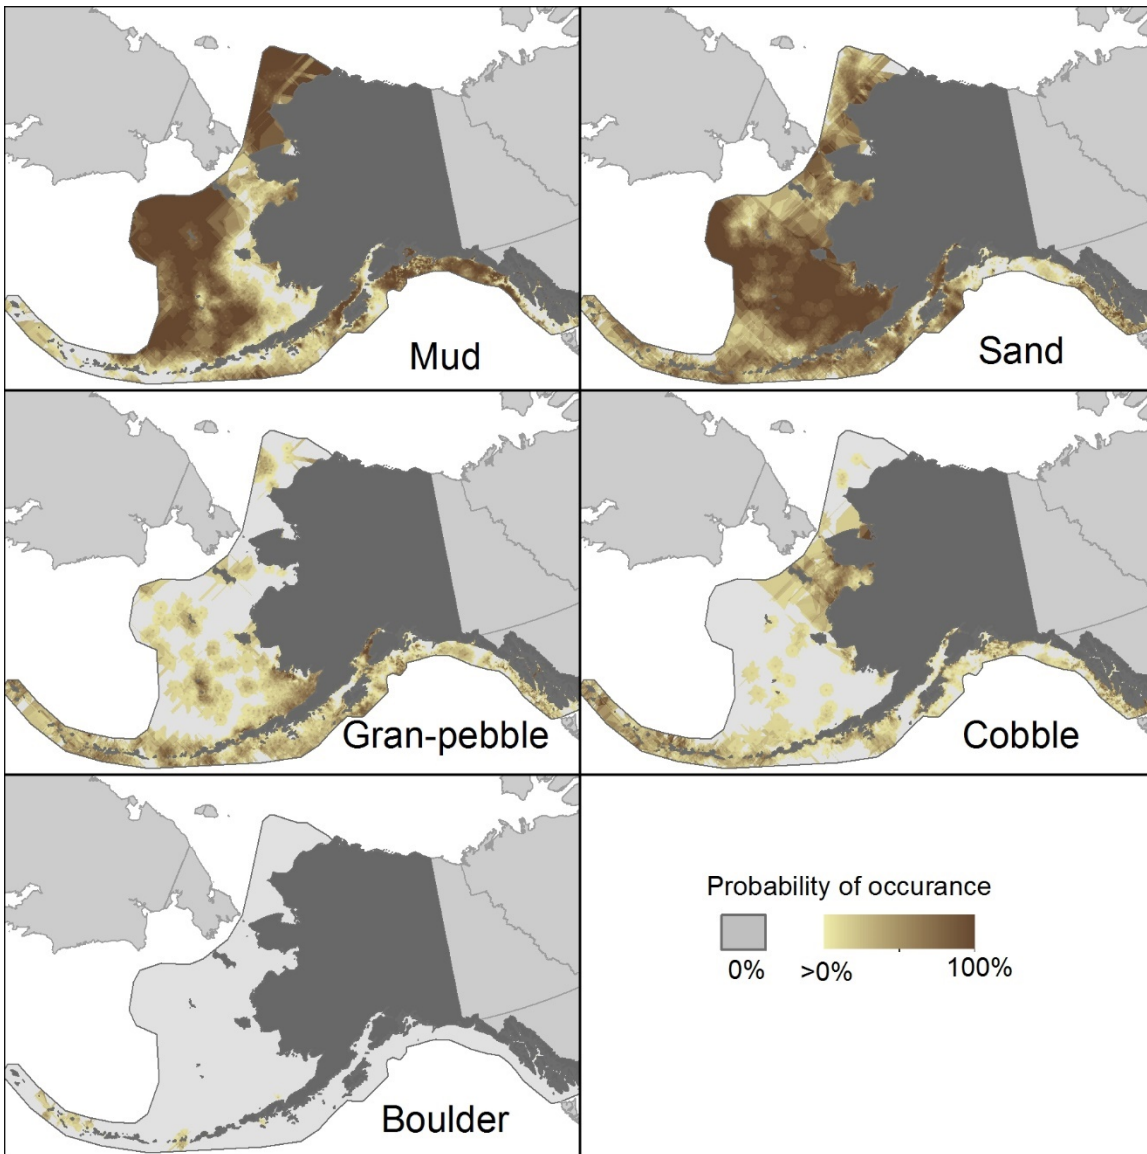 Mud
Sand
Gran-pebble
Cobble
Boulder
Probability of occurance
0%
>0%
100%